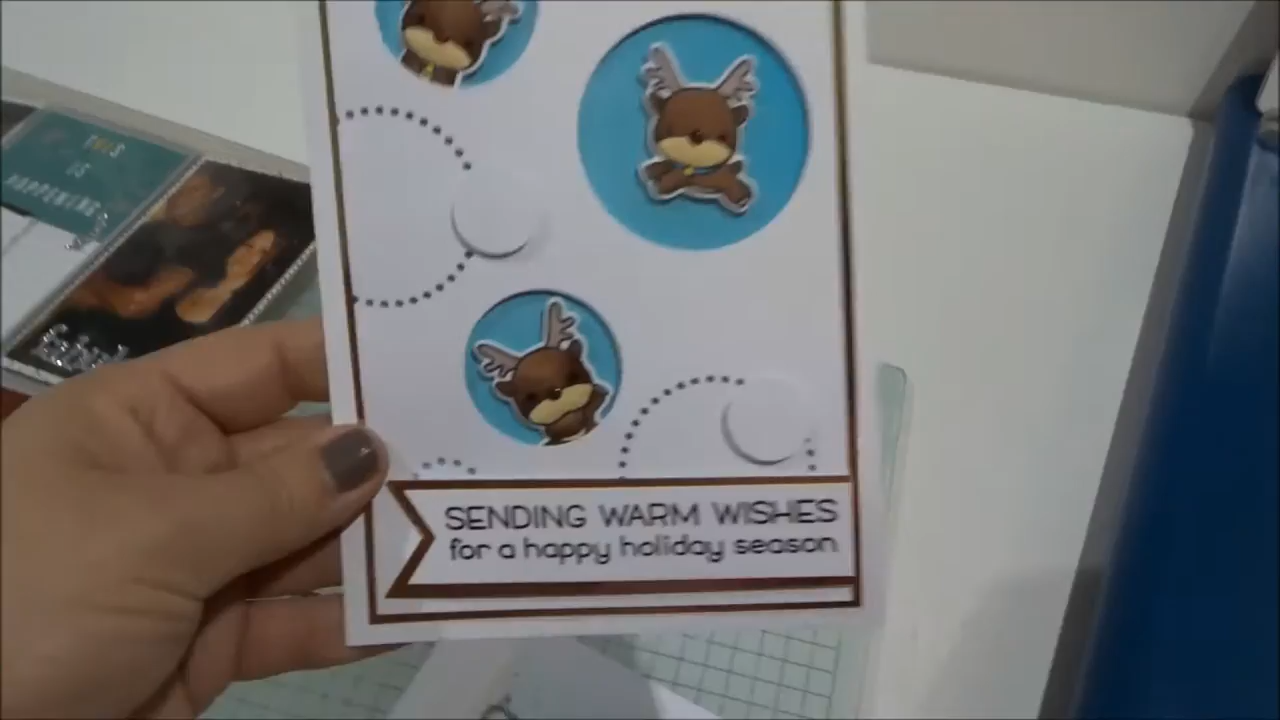 THIS
IS
HAPPENING
SENDING WARM WISHES
for a happy holiday season